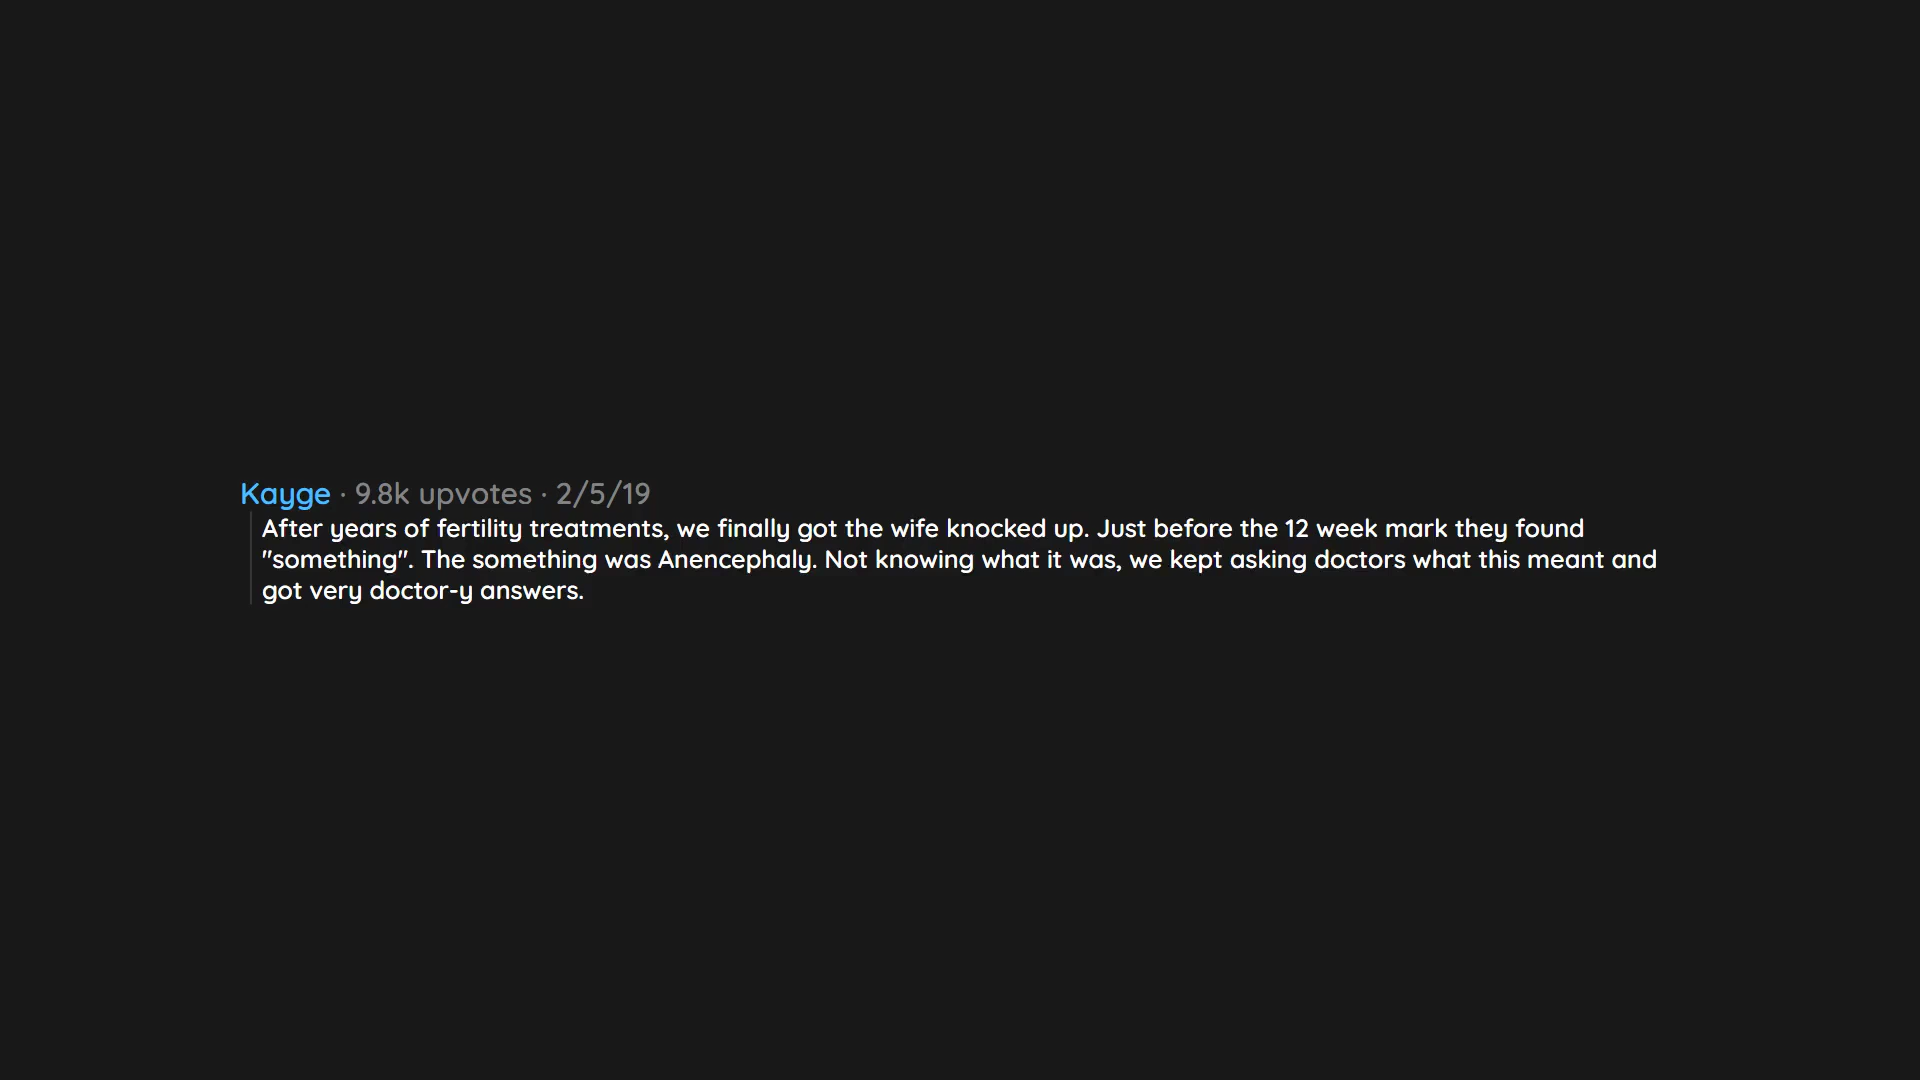 Kayge · 9.8k upvotes · 2/5/19
After years of fertility treatments, we finally got the wife knocked up. Just before the 12 week mark they found
"something". The something was Anencephaly. Not knowing what it was, we kept asking doctors what this meant and
got very doctor-y answers.